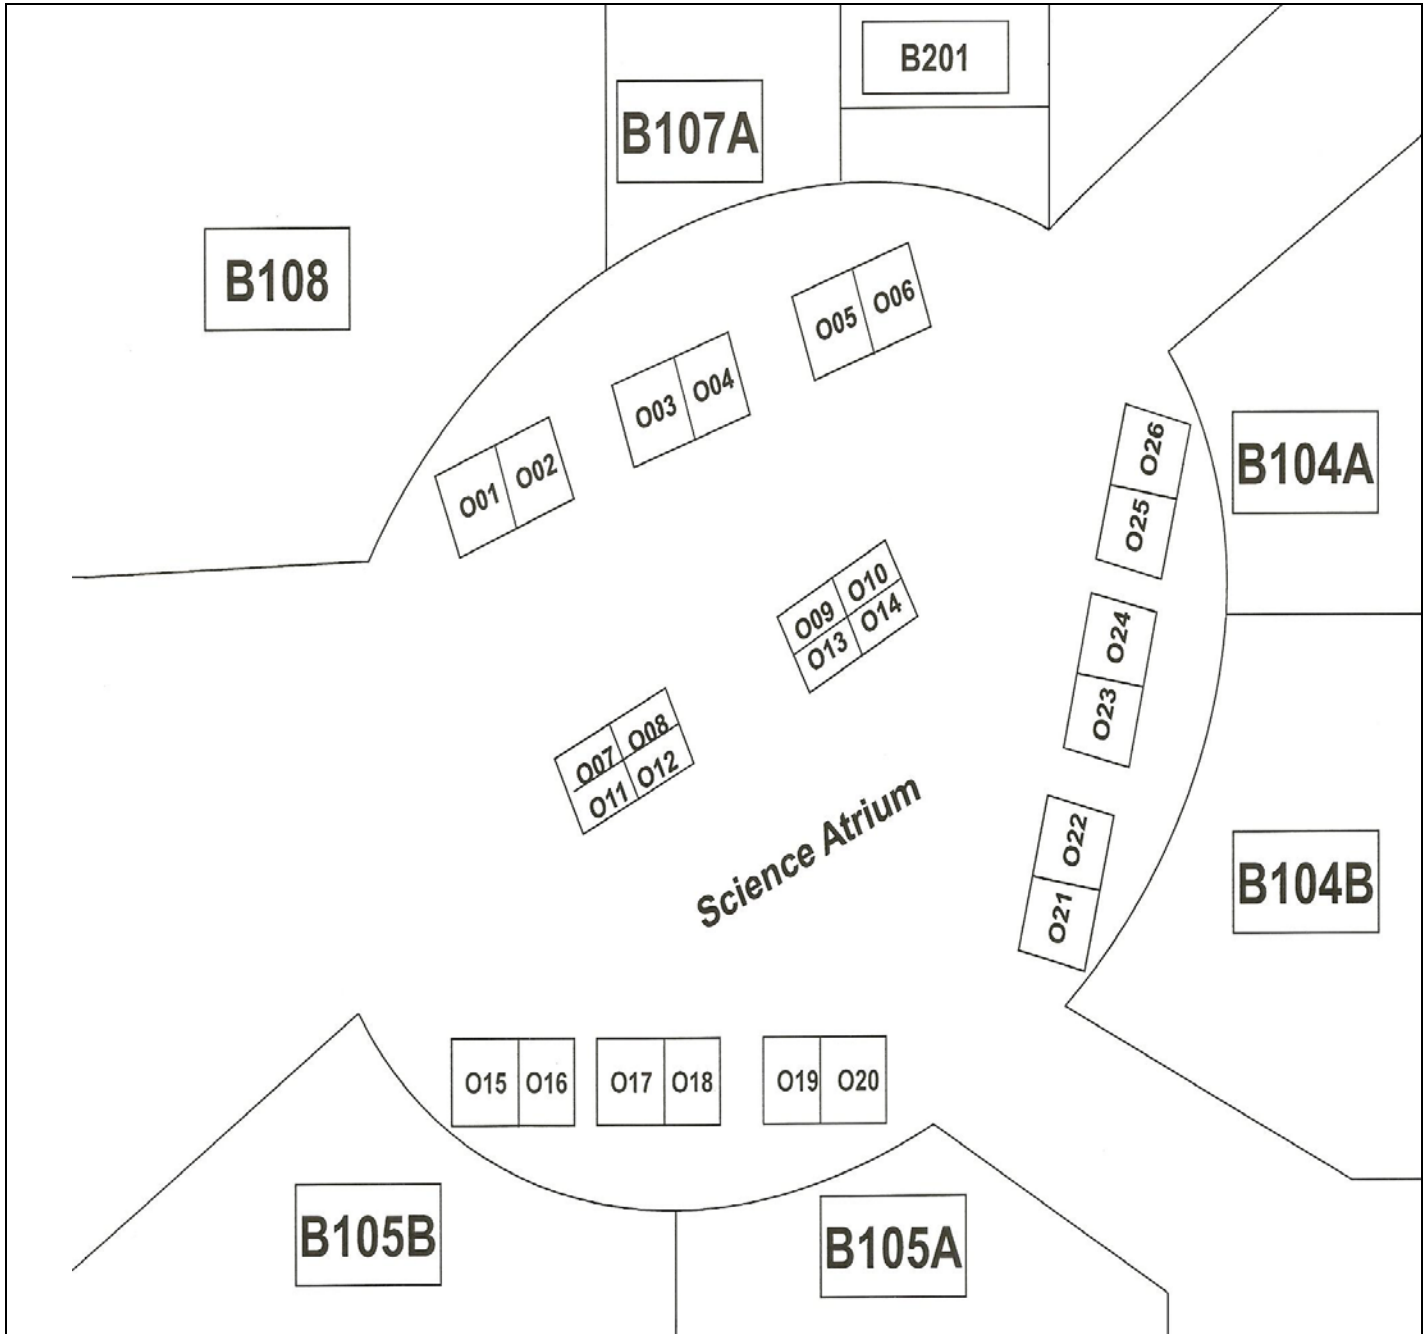 B201
B107A
B108
O05 O06
O03 O04
O01 O02
O26
O25
B104A
O09 O10
O13 O14
O24
O23
O07 O08
O11 O12
Science Atrium
O22
O21
B104B
O15 O16 O17 O18 O19 O20
B105B
B105A